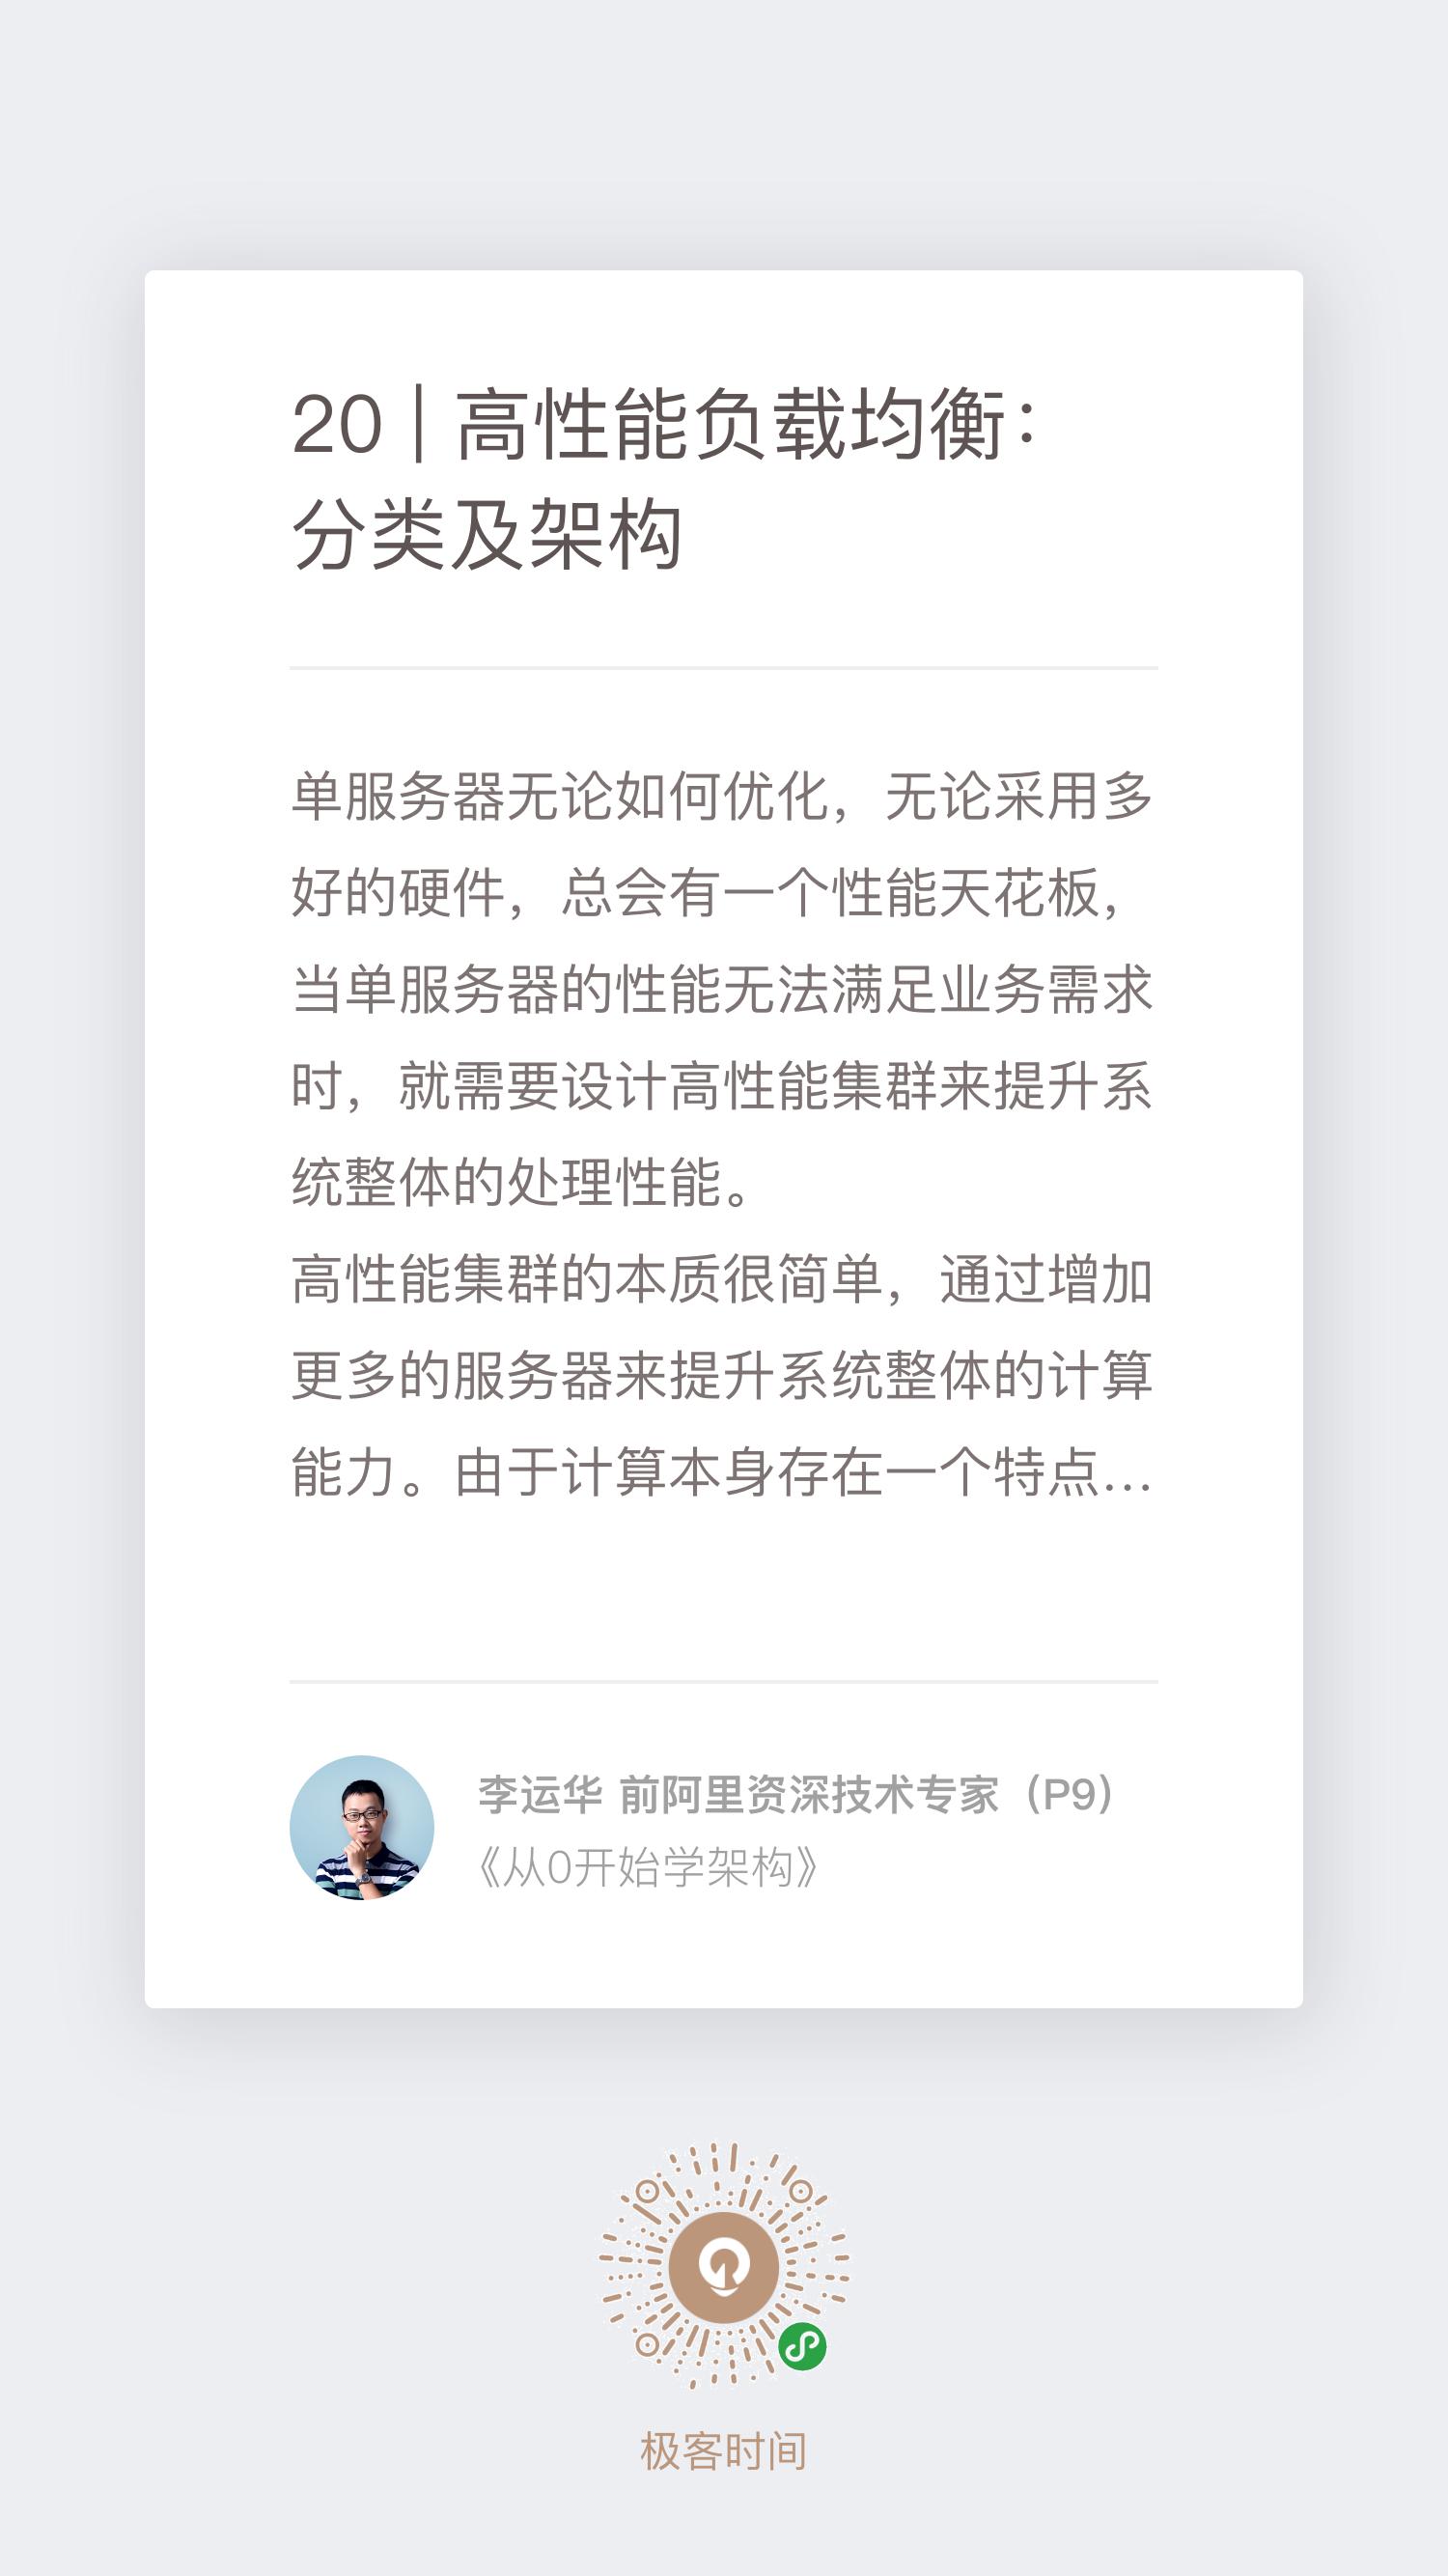 20 | 高性能负载均衡：
分类及架构
单服务器无论如何优化，无论采用多
好的硬件，总会有一个性能天花板，
当单服务器的性能无法满足业务需求
时，就需要设计高性能集群来提升系
统整体的处理性能。
高性能集群的本质很简单，通过增加
更多的服务器来提升系统整体的计算
能力。由于计算本身存在一个特点...
李运华 前阿里资深技术专家（P9）
《从0开始学架构》
极客时间